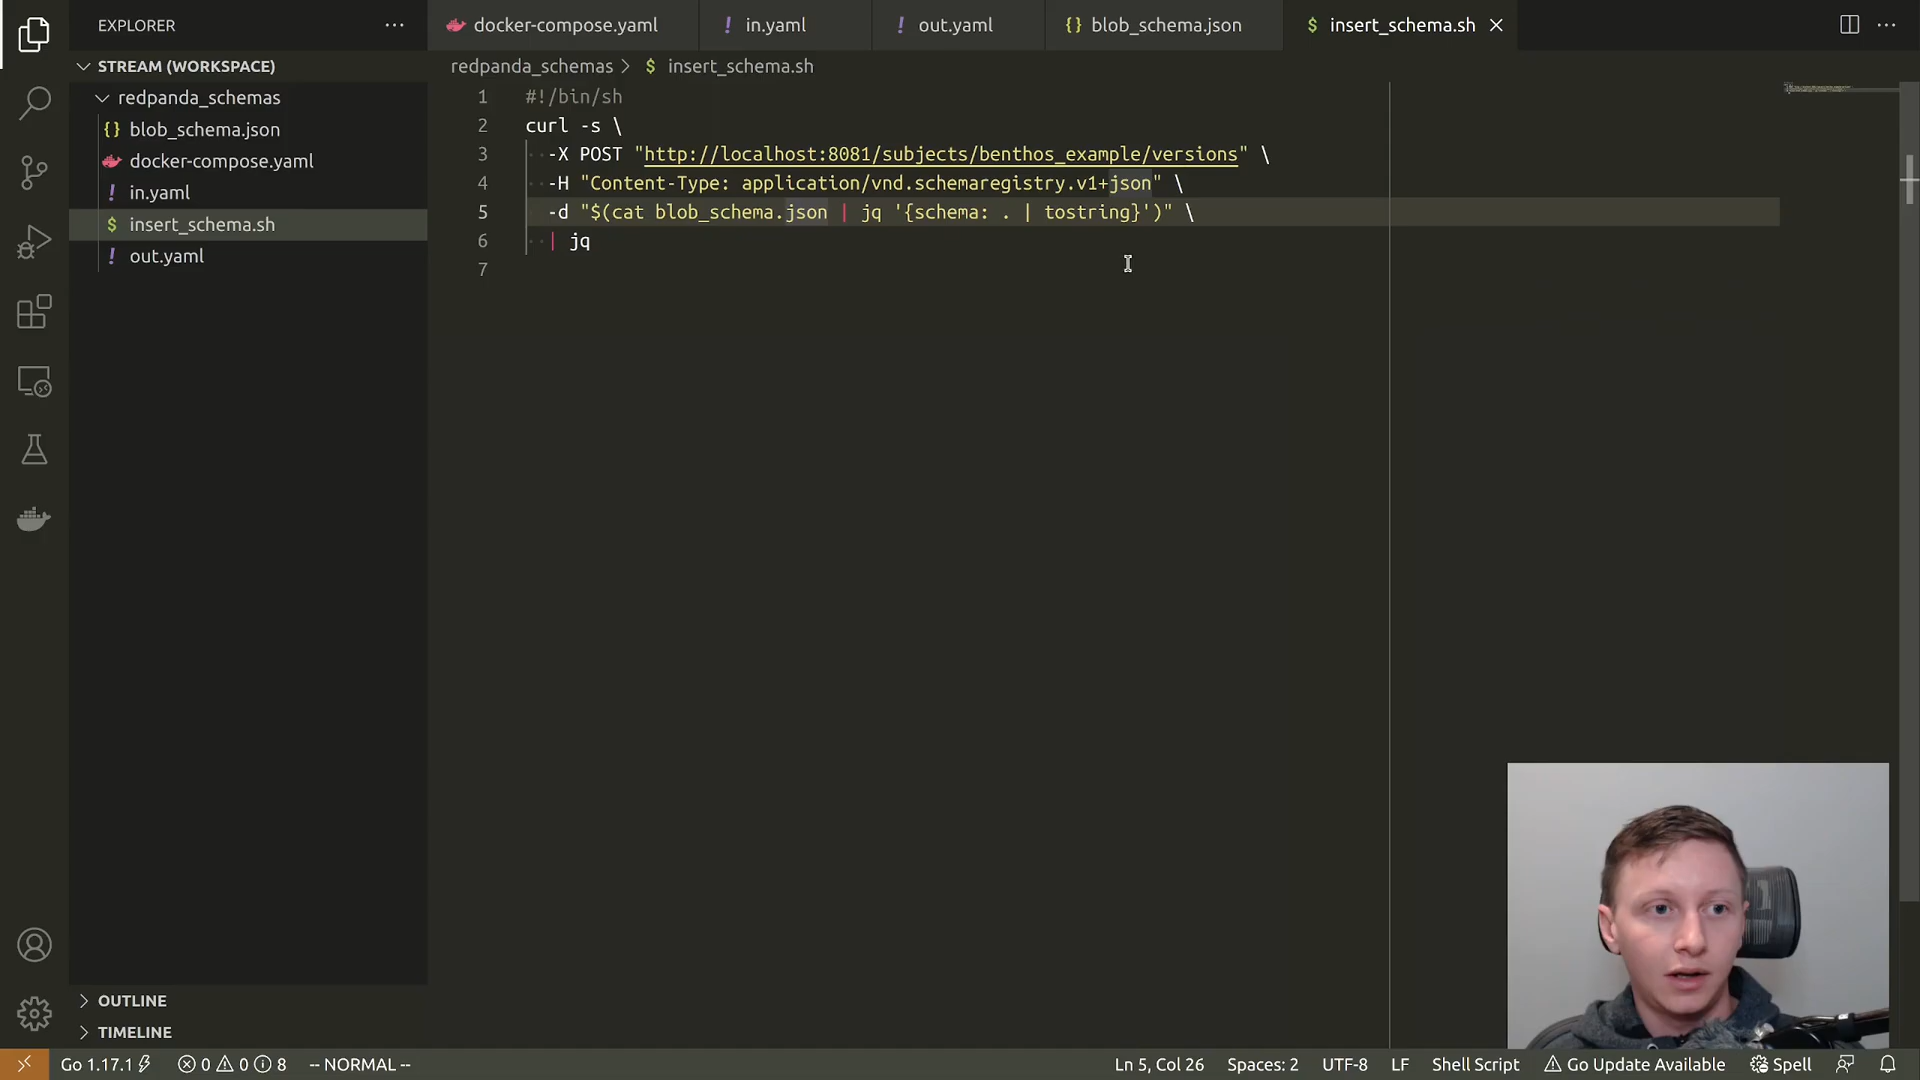 EXPLORER
STREAM (WORKSPACE)
redpanda_schemas
{} blob_schema.json
docker-compose.yaml
! in.yaml
$ insert_schema.sh
! out.yaml
OUTLINE
TIMELINE
docker-compose.yaml
! in.yaml
! out.yaml
{} blob_schema.json
$ insert_schema.sh
redpanda_schemas > $ insert_schema.sh
1 #!/bin/sh
2 curl -s \
3 -X POST "http://localhost:8081/subjects/benthos_example/versions" \
4 -H "Content-Type: application/vnd.schemaregistry.v1+json" \
5 -d "$(cat blob_schema.json | jq '{schema: . | tostring}')" \
6 | jq
7
Go 1.17.1 0 0 8 -- NORMAL -- Ln 5, Col 26 Spaces: 2 UTF-8 LF Shell Script Go Update Available Spell